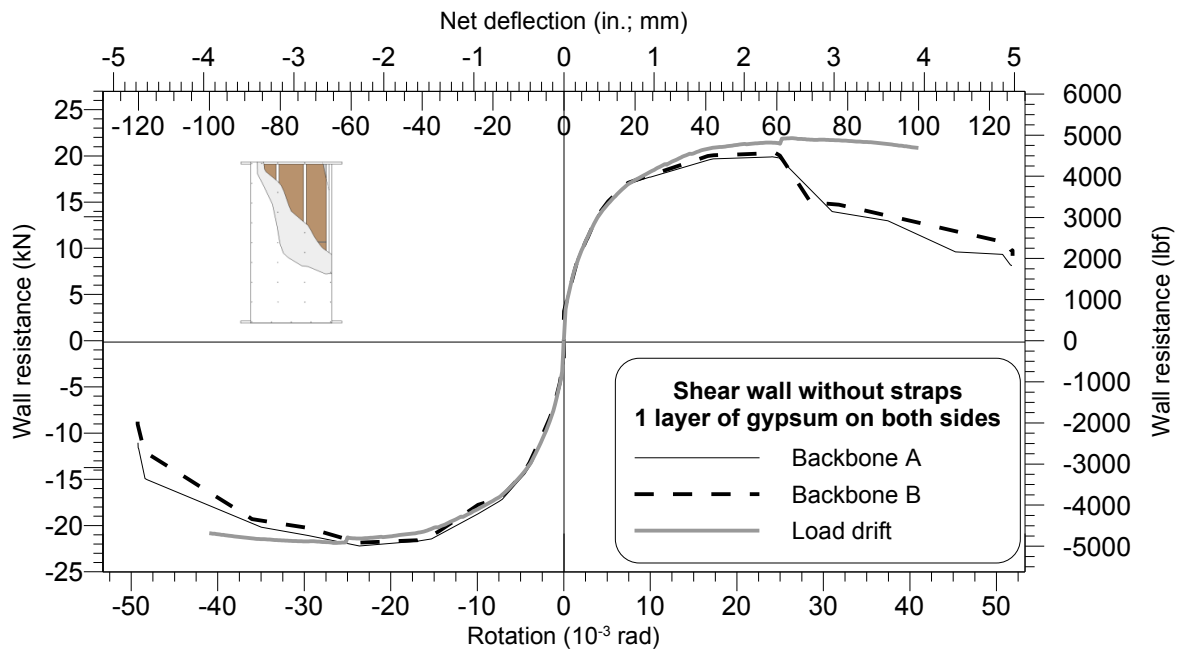 Net deflection (in.; mm)
-5 -4 -3 -2 -1 0 1 2 3 4 5
-120 -100 -80 -60 -40 -20 0 20 40 60 80 100 120
25
20
15
10
5
0
-5
-10
-15
-20
-25
Wall resistance (kN)
6000
5000
4000
3000
2000
1000
0
-1000
-2000
-3000
-4000
-5000
Wall resistance (lbf)
Shear wall without straps
1 layer of gypsum on both sides
Backbone A
Backbone B
Load drift
-50 -40 -30 -20 -10 0 10 20 30 40 50
Rotation (10⁻³ rad)